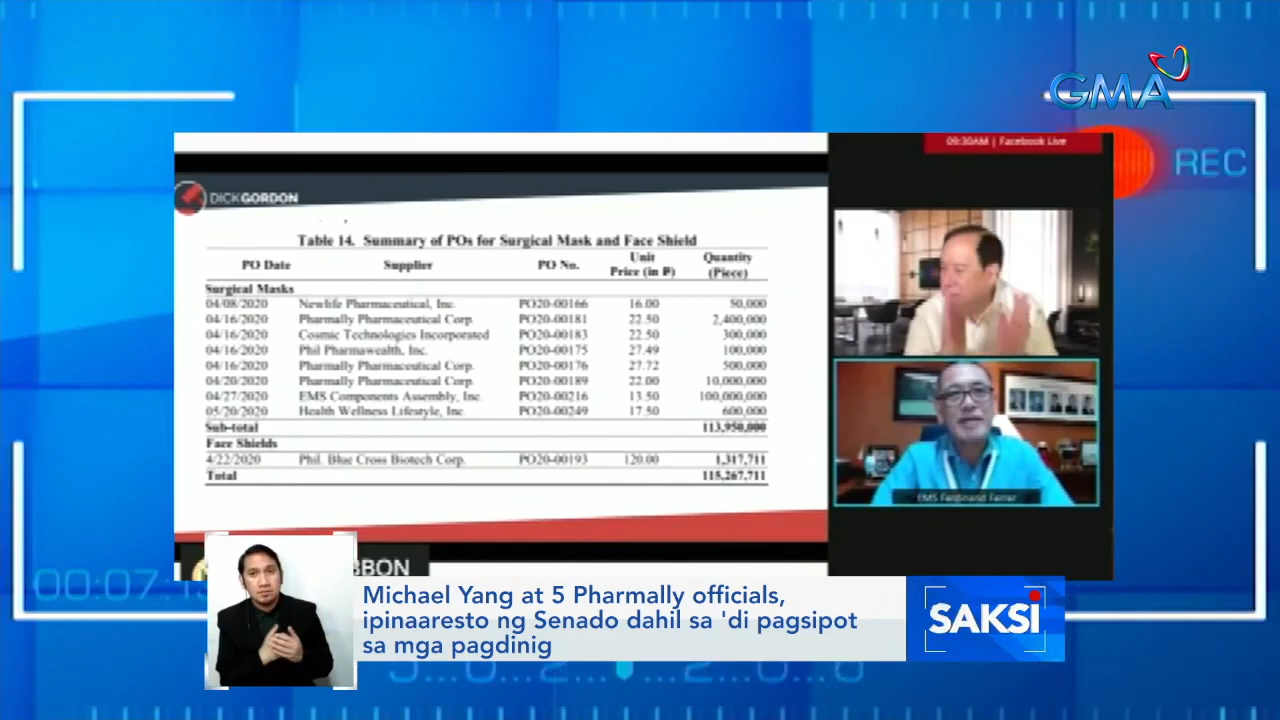 GMA
09:30AM | Facebook Live
REC
DICKGORDON
Table 14. Summary of POs for Surgical Mask and Face Shield
PO Date Supplier PO No. Unit Price (in ₱) Quantity (Piece)
Surgical Masks
04/08/2020 Newlife Pharmaceutical, Inc. PO20-00166 16.00 50,000
04/16/2020 Pharmally Pharmaceutical Corp. PO20-00181 22.50 2,400,000
04/16/2020 Cosmic Technologies Incorporated PO20-00183 22.50 300,000
04/16/2020 Phil Pharmawealth, Inc. PO20-00175 27.49 100,000
04/16/2020 Pharmally Pharmaceutical Corp. PO20-00176 27.72 500,000
04/20/2020 Pharmally Pharmaceutical Corp. PO20-00189 22.00 10,000,000
04/27/2020 EMS Components Assembly, Inc. PO20-00216 13.50 100,000,000
05/20/2020 Health Wellness Lifestyle, Inc. PO20-00249 17.50 600,000
Sub-total 113,950,000
Face Shields
4/22/2020 Phil. Blue Cross Biotech Corp. PO20-00193 120.00 1,317,711
Total 115,267,711
EMS Ferdinand Ferrer
BBON
00:07:1
Michael Yang at 5 Pharmally officials,
ipinaaresto ng Senado dahil sa 'di pagsipot
sa mga pagdinig
SAKSI